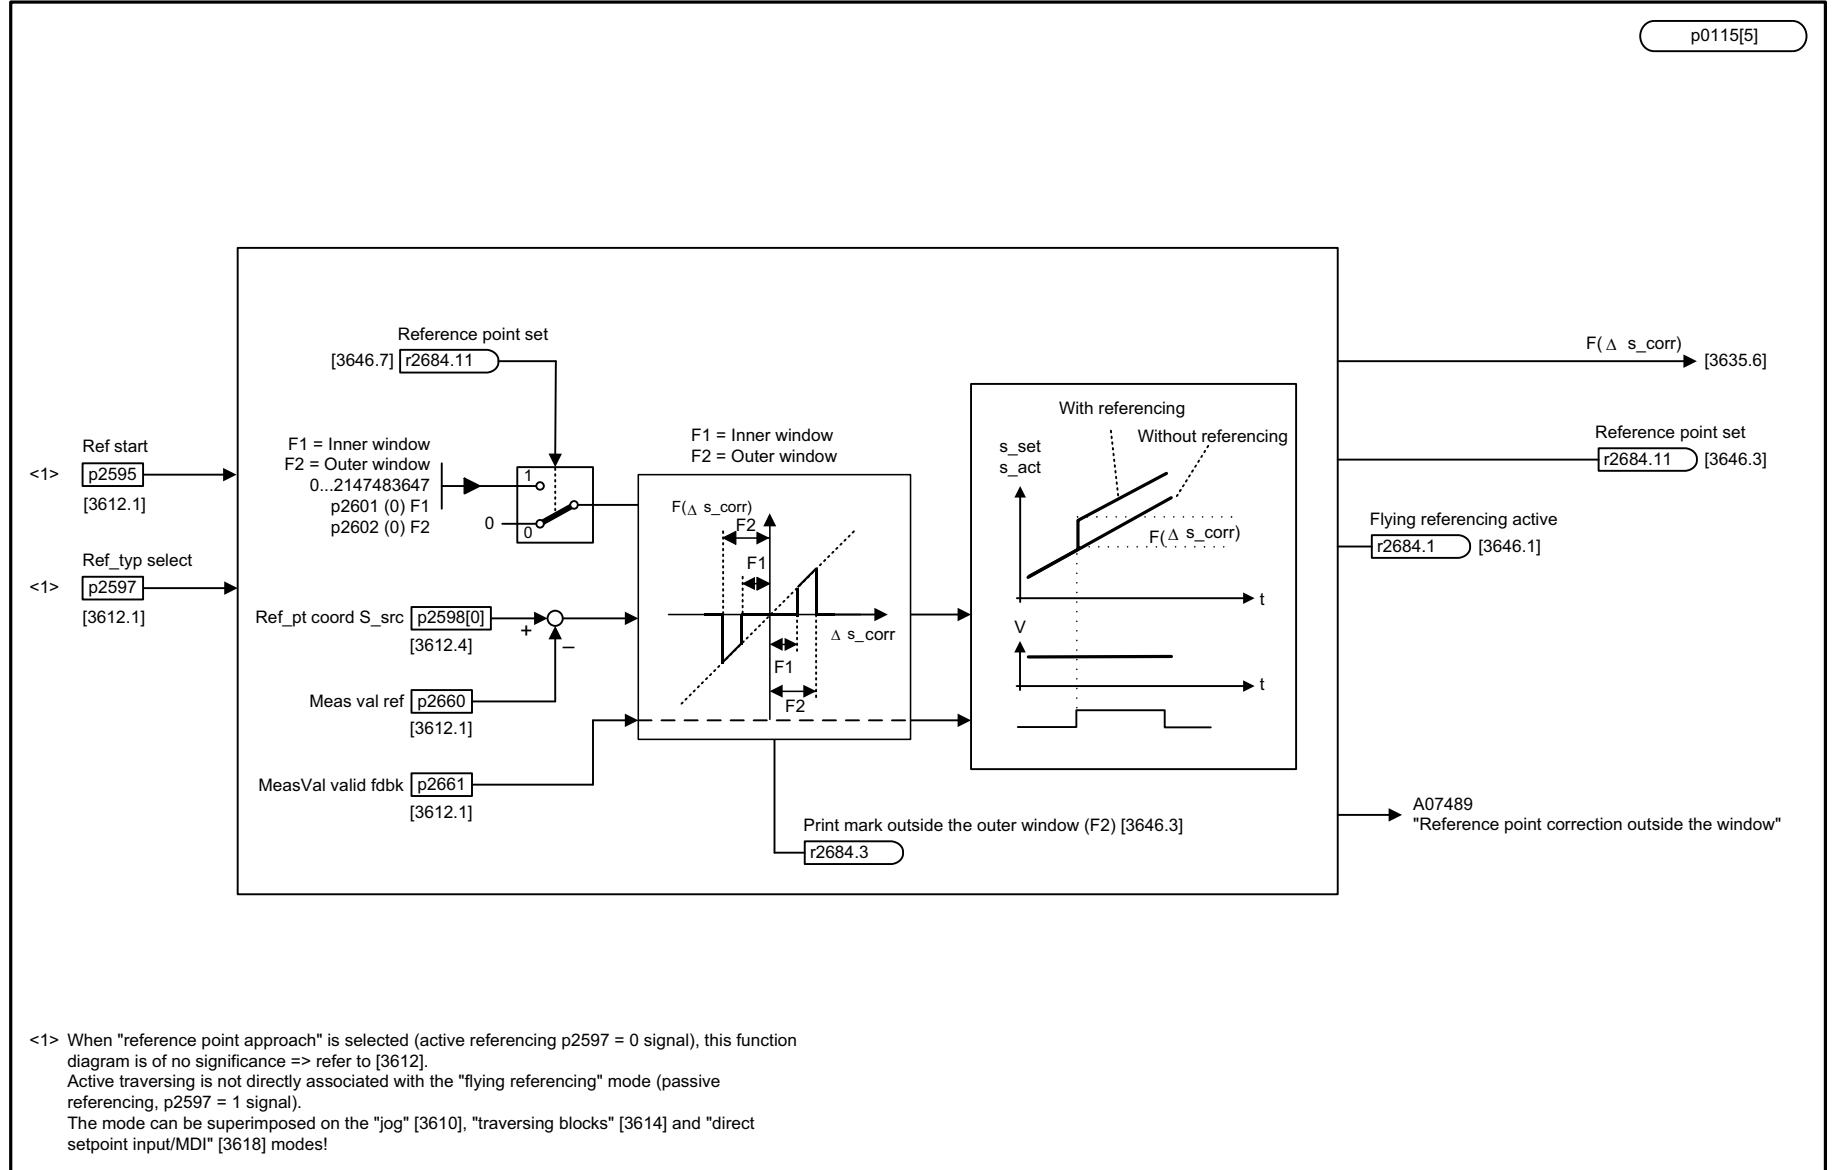 p0115[5]
Reference point set
[3646.7] r2684.11
F(Δ s_corr)
[3635.6]
Ref start
<1> p2595
[3612.1]
Ref_typ select
<1> p2597
[3612.1]
F1 = Inner window
F2 = Outer window
0...2147483647
p2601 (0) F1
p2602 (0) F2
1
0
0
Ref_pt coord S_src p2598[0]
[3612.4]
+
–
Meas val ref p2660
[3612.1]
MeasVal valid fdbk p2661
[3612.1]
F1 = Inner window
F2 = Outer window
F(Δ s_corr)
F2
F1
Δ s_corr
F1
F2
Print mark outside the outer window (F2) [3646.3]
r2684.3
With referencing
Without referencing
s_set
s_act
F(Δ s_corr)
t
V
t
Reference point set
r2684.11 [3646.3]
Flying referencing active
r2684.1 [3646.1]
A07489
"Reference point correction outside the window"
<1> When "reference point approach" is selected (active referencing p2597 = 0 signal), this function
diagram is of no significance => refer to [3612].
Active traversing is not directly associated with the "flying referencing" mode (passive
referencing, p2597 = 1 signal).
The mode can be superimposed on the "jog" [3610], "traversing blocks" [3614] and "direct
setpoint input/MDI" [3618] modes!